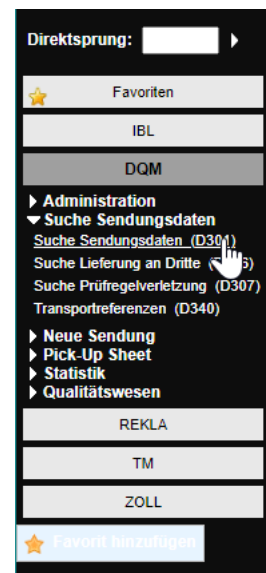 Direktsprung:
Favoriten
IBL
DQM
Administration
Suche Sendungsdaten
Suche Sendungsdaten (D301)
Suche Lieferung an Dritte
Suche Prüfregelverletzung (D307)
Transportreferenzen (D340)
Neue Sendung
Pick-Up Sheet
Statistik
Qualitätswesen
REKLA
TM
ZOLL
Favorit hinzufügen